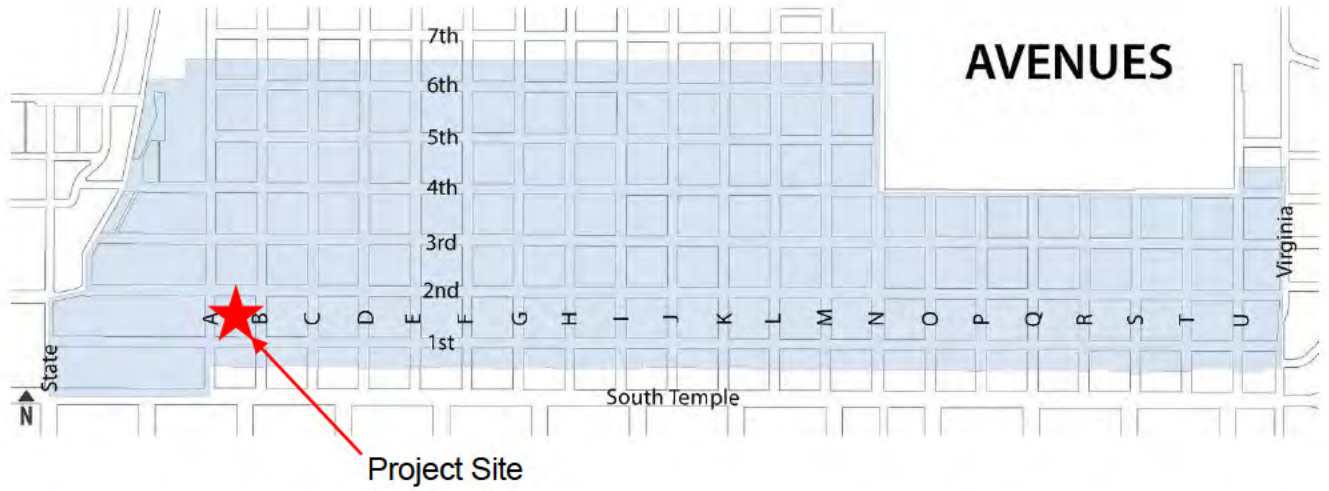 7th
AVENUES
6th
5th
4th
3rd
Virginia
2nd
A B C D E F G H I J K L M N O P Q R S T U
1st
State
South Temple
N
Project Site